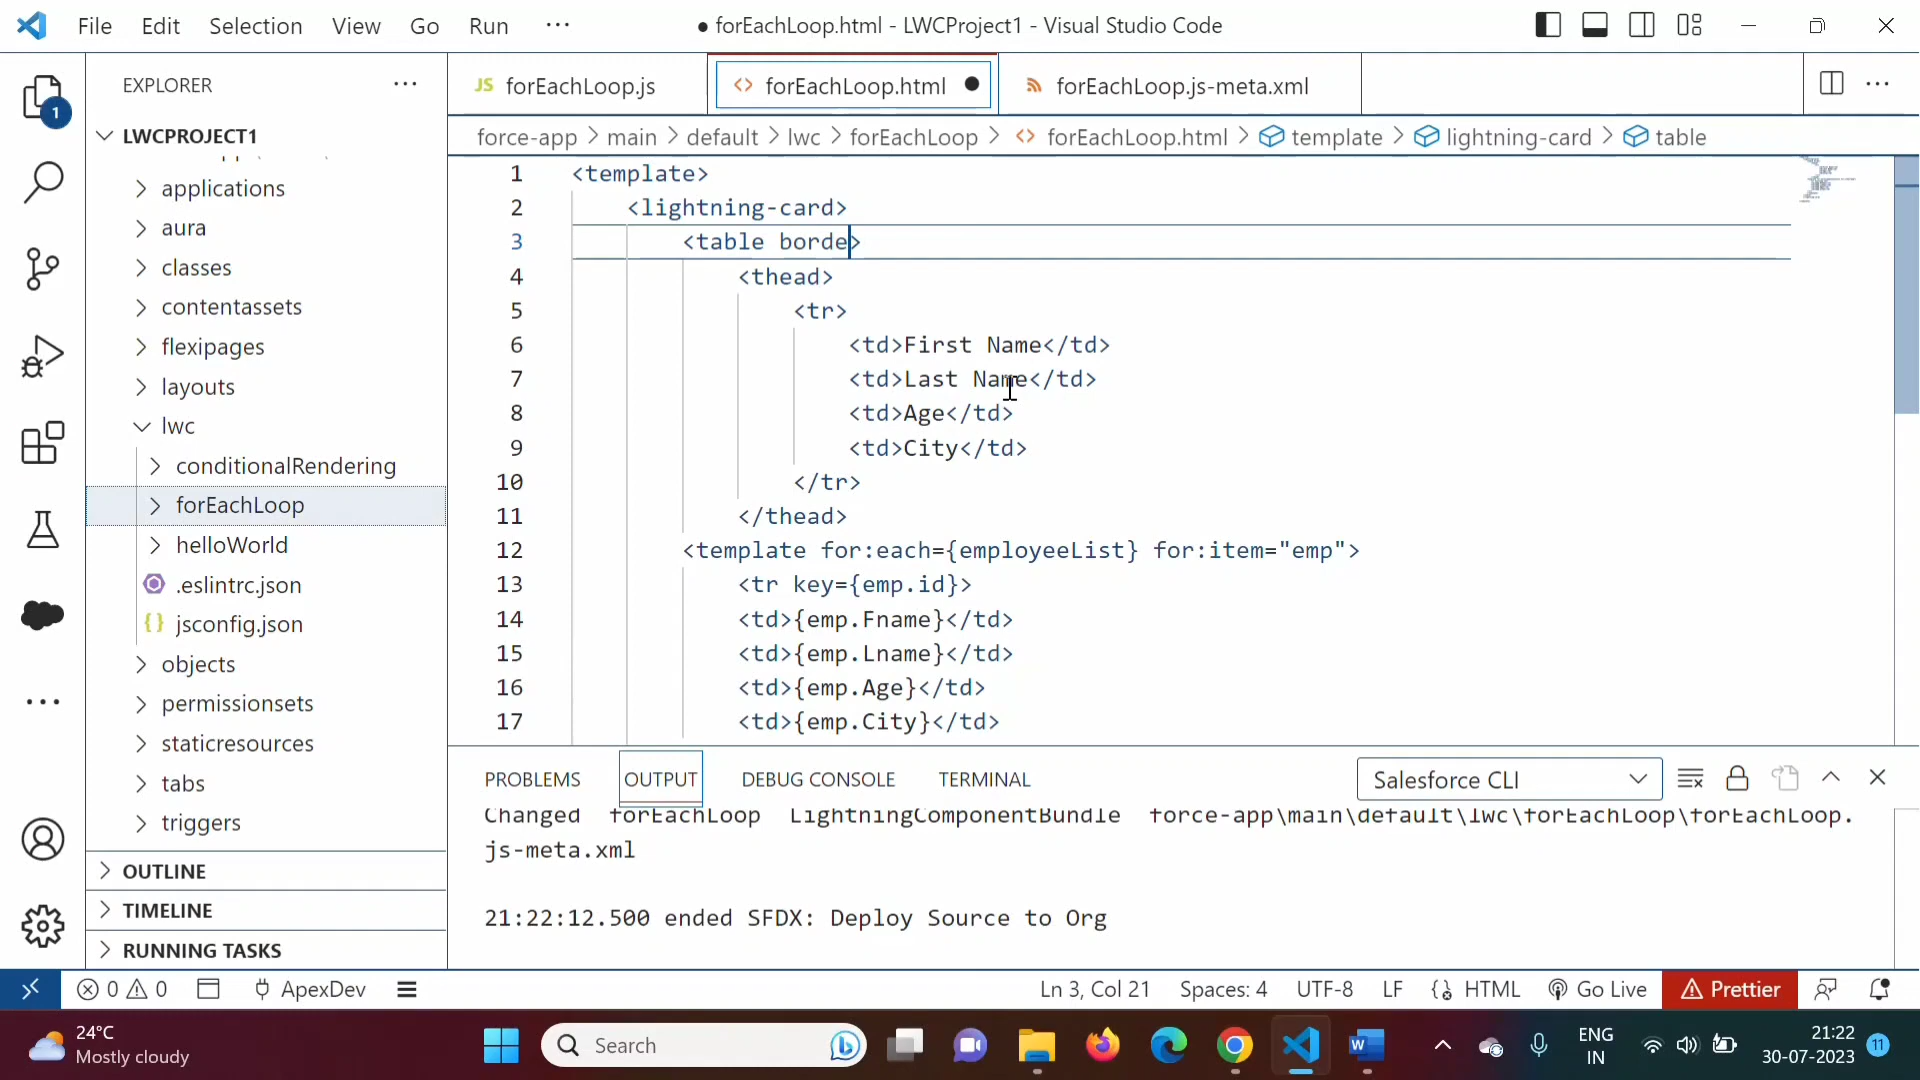 File Edit Selection View Go Run ···
● forEachLoop.html - LWCProject1 - Visual Studio Code
EXPLORER ···
JS forEachLoop.js
<> forEachLoop.html ●
forEachLoop.js-meta.xml
···
force-app > main > default > lwc > forEachLoop > <> forEachLoop.html > template > lightning-card > table
1
LWCPROJECT1
applications
aura
classes
contentassets
flexipages
layouts
lwc
conditionalRendering
forEachLoop
helloWorld
.eslintrc.json
{} jsconfig.json
objects
permissionsets
staticresources
tabs
triggers
OUTLINE
TIMELINE
RUNNING TASKS
1 <template>
2 <lightning-card>
3 <table borde>
4 <thead>
5 <tr>
6 <td>First Name</td>
7 <td>Last Name</td>
8 <td>Age</td>
9 <td>City</td>
10 </tr>
11 </thead>
12 <template for:each={employeeList} for:item="emp">
13 <tr key={emp.id}>
14 <td>{emp.Fname}</td>
15 <td>{emp.Lname}</td>
16 <td>{emp.Age}</td>
17 <td>{emp.City}</td>
PROBLEMS OUTPUT DEBUG CONSOLE TERMINAL Salesforce CLI
Changed forEachLoop LightningComponentBundle force-app\main\default\lwc\forEachLoop\forEachLoop.
js-meta.xml
21:22:12.500 ended SFDX: Deploy Source to Org
0 0 ApexDev Ln 3, Col 21 Spaces: 4 UTF-8 LF {} HTML Go Live Prettier
24°C
Mostly cloudy
Search
ENG
IN
21:22
30-07-2023
11